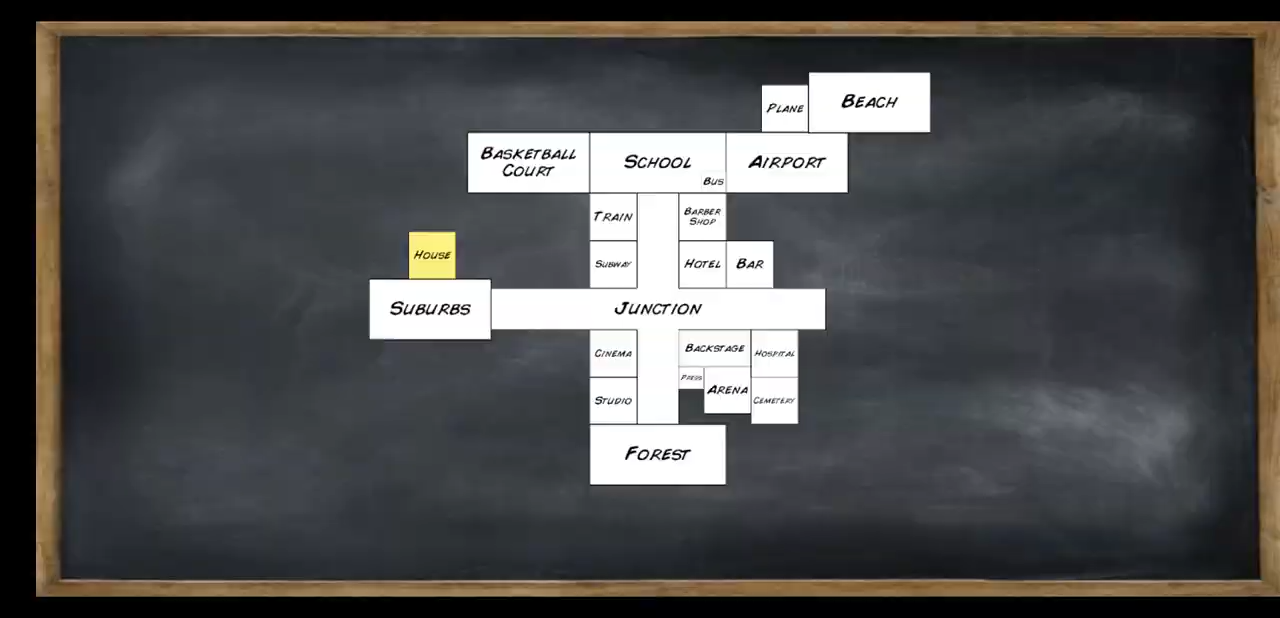 BEACH
PLANE
BASKETBALL
COURT
SCHOOL
AIRPORT
BUS
TRAIN
BARBER
SHOP
HOUSE
SUBWAY
HOTEL
BAR
SUBURBS
JUNCTION
CINEMA
BACKSTAGE
HOSPITAL
PRESS
ARENA
STUDIO
CEMETERY
FOREST